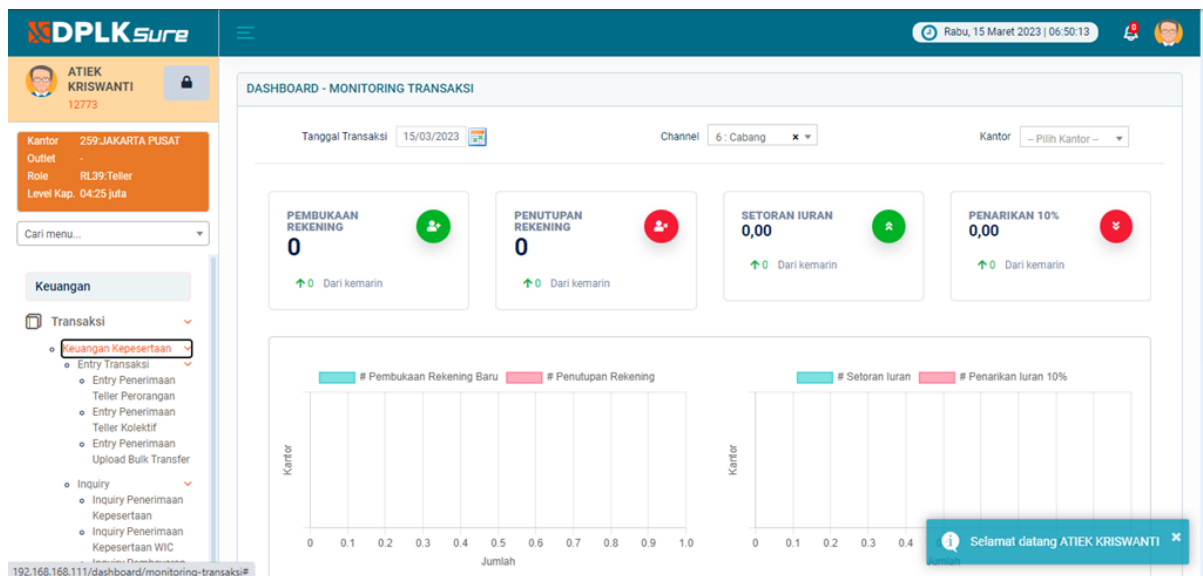 DPLKSure
Rabu, 15 Maret 2023 | 06:50:13
ATIEK
KRISWANTI
12773
Kantor 259:JAKARTA PUSAT
Outlet -
Role RL39:Teller
Level Kap. 04:25 juta
Cari menu...
Keuangan
Transaksi
Keuangan Kepesertaan
Entry Transaksi
Entry Penerimaan
Teller Perorangan
Entry Penerimaan
Teller Kolektif
Entry Penerimaan
Upload Bulk Transfer
Inquiry
Inquiry Penerimaan
Kepesertaan
Inquiry Penerimaan
Kepesertaan WIC
192.168.168.111/dashboard/monitoring-transaksi#
DASHBOARD - MONITORING TRANSAKSI
Tanggal Transaksi 15/03/2023
Channel 6 : Cabang
Kantor -- Pilih Kantor --
PEMBUKAAN
REKENING
0
0 Dari kemarin
PENUTUPAN
REKENING
0
0 Dari kemarin
SETORAN IURAN
0,00
0 Dari kemarin
PENARIKAN 10%
0,00
0 Dari kemarin
# Pembukaan Rekening Baru # Penutupan Rekening
Kantor
0 0.1 0.2 0.3 0.4 0.5 0.6 0.7 0.8 0.9 1.0
Jumlah
# Setoran Iuran # Penarikan Iuran 10%
Kantor
0 0.1 0.2 0.3 0.4
Selamat datang ATIEK KRISWANTI